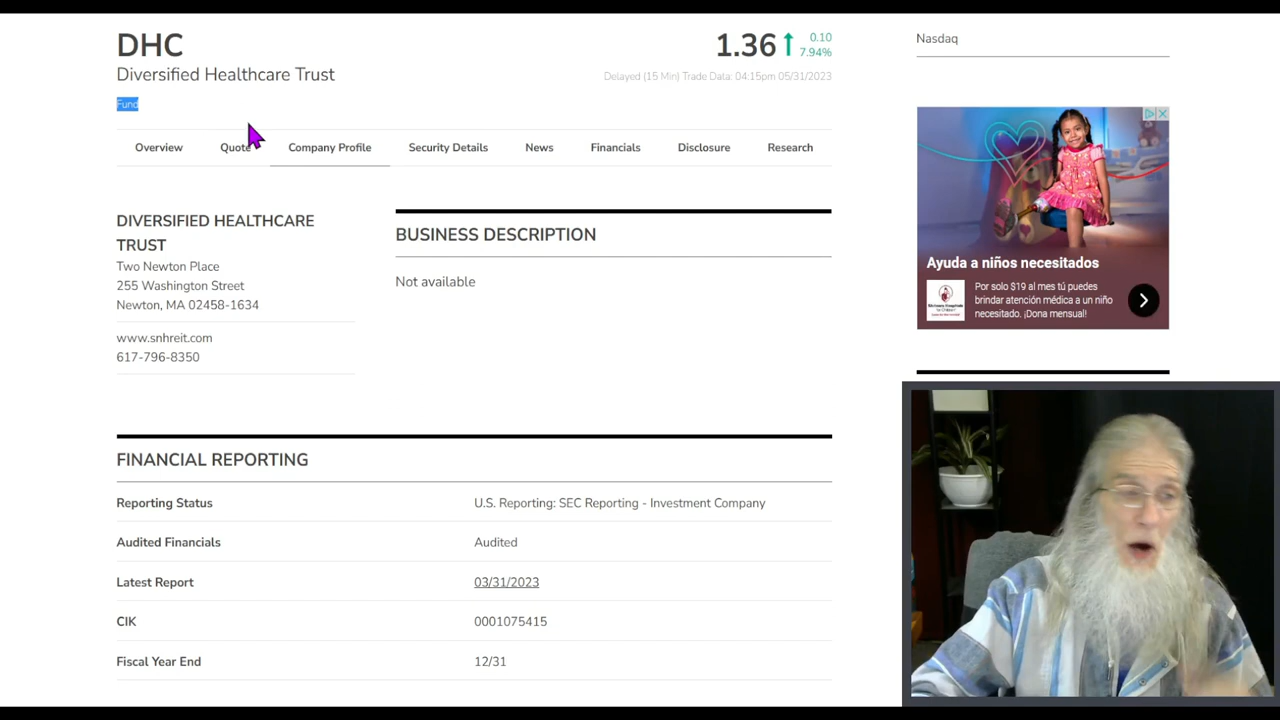 DHC
1.36
0.10
7.94%
Diversified Healthcare Trust
Delayed (15 Min) Trade Data: 04:15pm 05/31/2023
Fund
Overview Quote Company Profile Security Details News Financials Disclosure Research
DIVERSIFIED HEALTHCARE
TRUST
Two Newton Place
255 Washington Street
Newton, MA 02458-1634
www.snhreit.com
617-796-8350
BUSINESS DESCRIPTION
Not available
FINANCIAL REPORTING
Reporting Status U.S. Reporting: SEC Reporting - Investment Company
Audited Financials Audited
Latest Report 03/31/2023
CIK 0001075415
Fiscal Year End 12/31
Nasdaq
Ayuda a niños necesitados
Por solo $19 al mes tú puedes
brindar atención médica a un niño
necesitado. ¡Dona mensual!